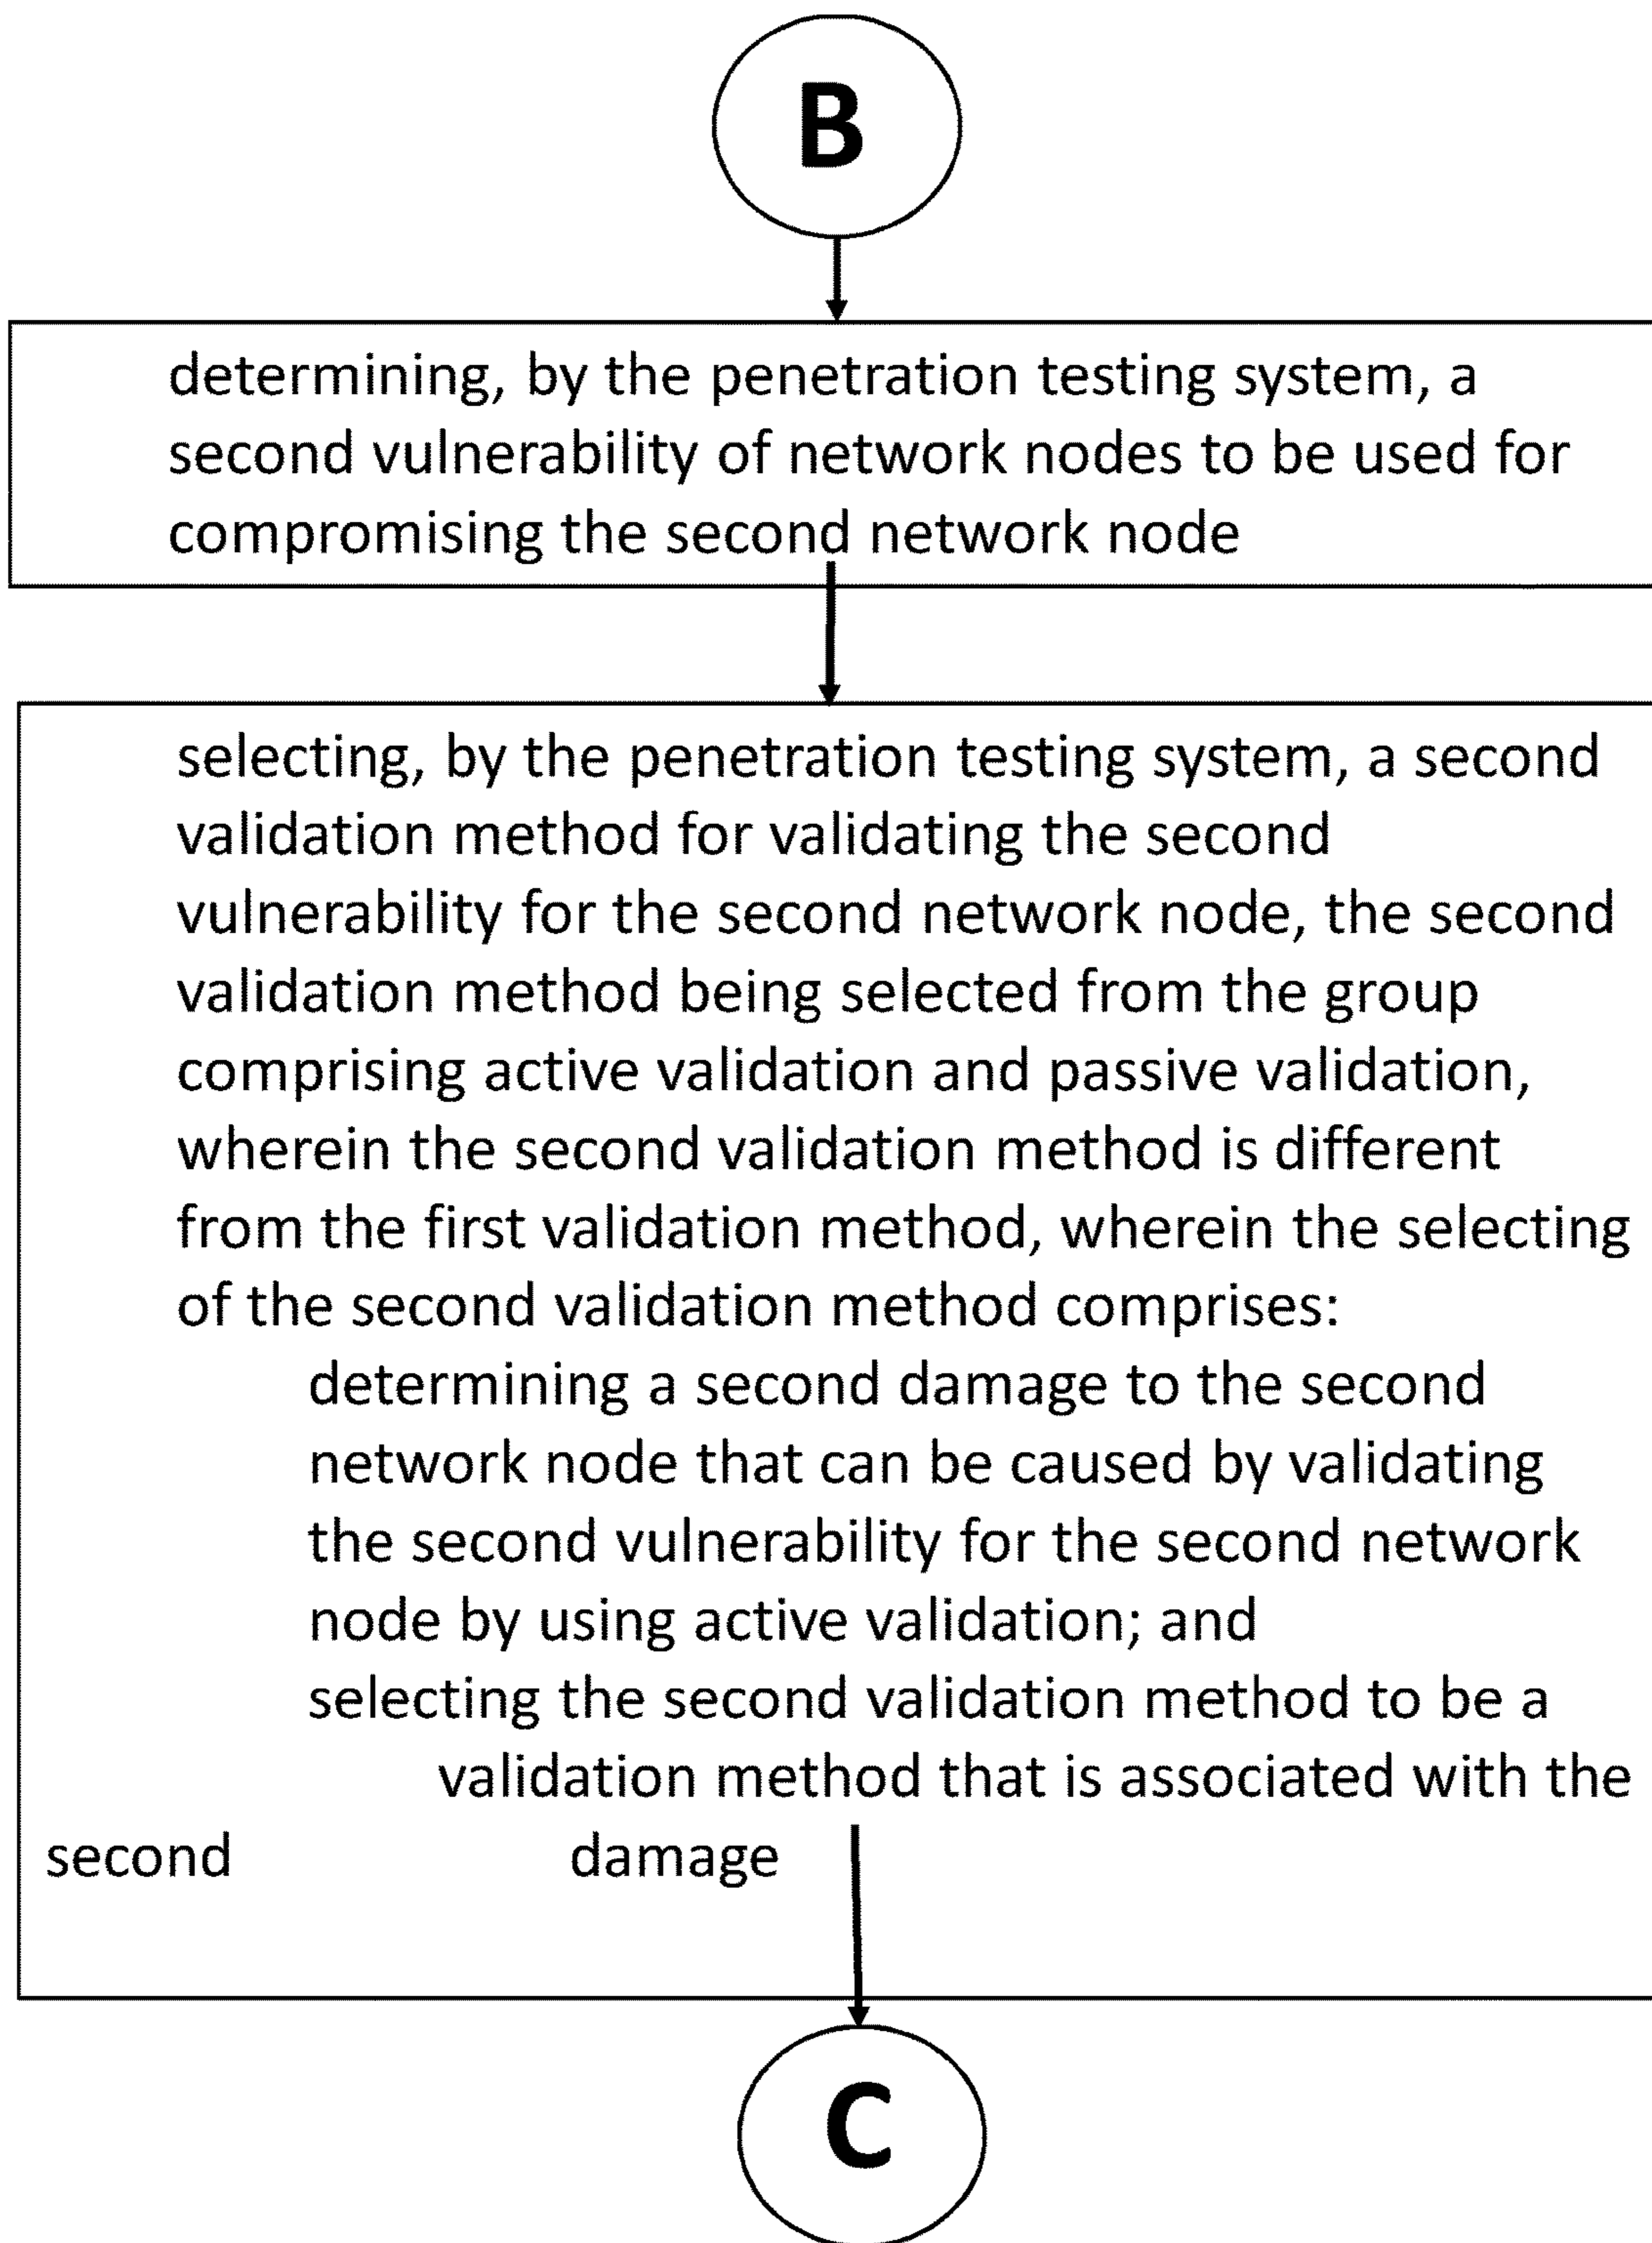 B
determining, by the penetration testing system, a
second vulnerability of network nodes to be used for
compromising the second network node
selecting, by the penetration testing system, a second
validation method for validating the second
vulnerability for the second network node, the second
validation method being selected from the group
comprising active validation and passive validation,
wherein the second validation method is different
from the first validation method, wherein the selecting
of the second validation method comprises:
determining a second damage to the second
network node that can be caused by validating
the second vulnerability for the second network
node by using active validation; and
selecting the second validation method to be a
validation method that is associated with the
second damage
C